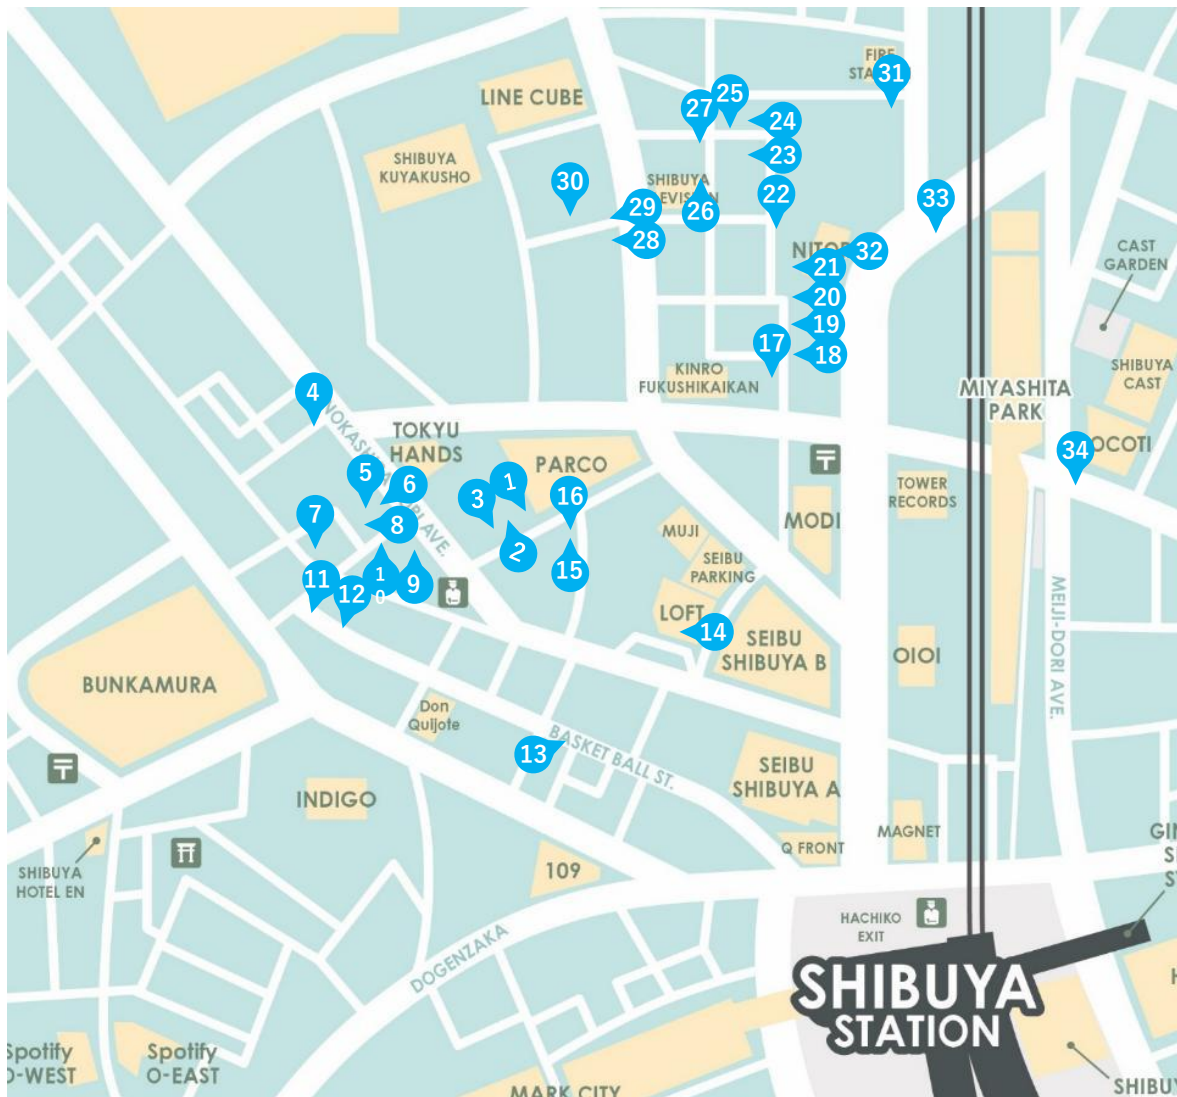 FIRE
31
25
27
24
LINE CUBE
23
SHIBUYA
KUYAKUSHO
30
SHIBUYA
22
29
26
33
28
32
21
CAST
GARDEN
20
19
17
18
KINRO
FUKUSHIKAIKAN
SHIBUYA
CAST
MIYASHITA
PARK
4
TOKYU
HANDS
PARCO
34
5
6
3
1
16
TOWER
RECORDS
7
8
AVE.
MODI
MUJI
2
SEIBU
PARKING
15
11
12
10
9
LOFT
14
SEIBU
SHIBUYA B
OIOI
MEIJI-DORI AVE.
BUNKAMURA
Don
Quijote
13
BASKET BALL ST.
SEIBU
SHIBUYA A
INDIGO
MAGNET
Q FRONT
109
SHIBUYA
HOTEL EN
HACHIKO
EXIT
DOGENZAKA
SHIBUYA
STATION
Spotify
O-WEST
Spotify
O-EAST
MARK CITY
SHIBU